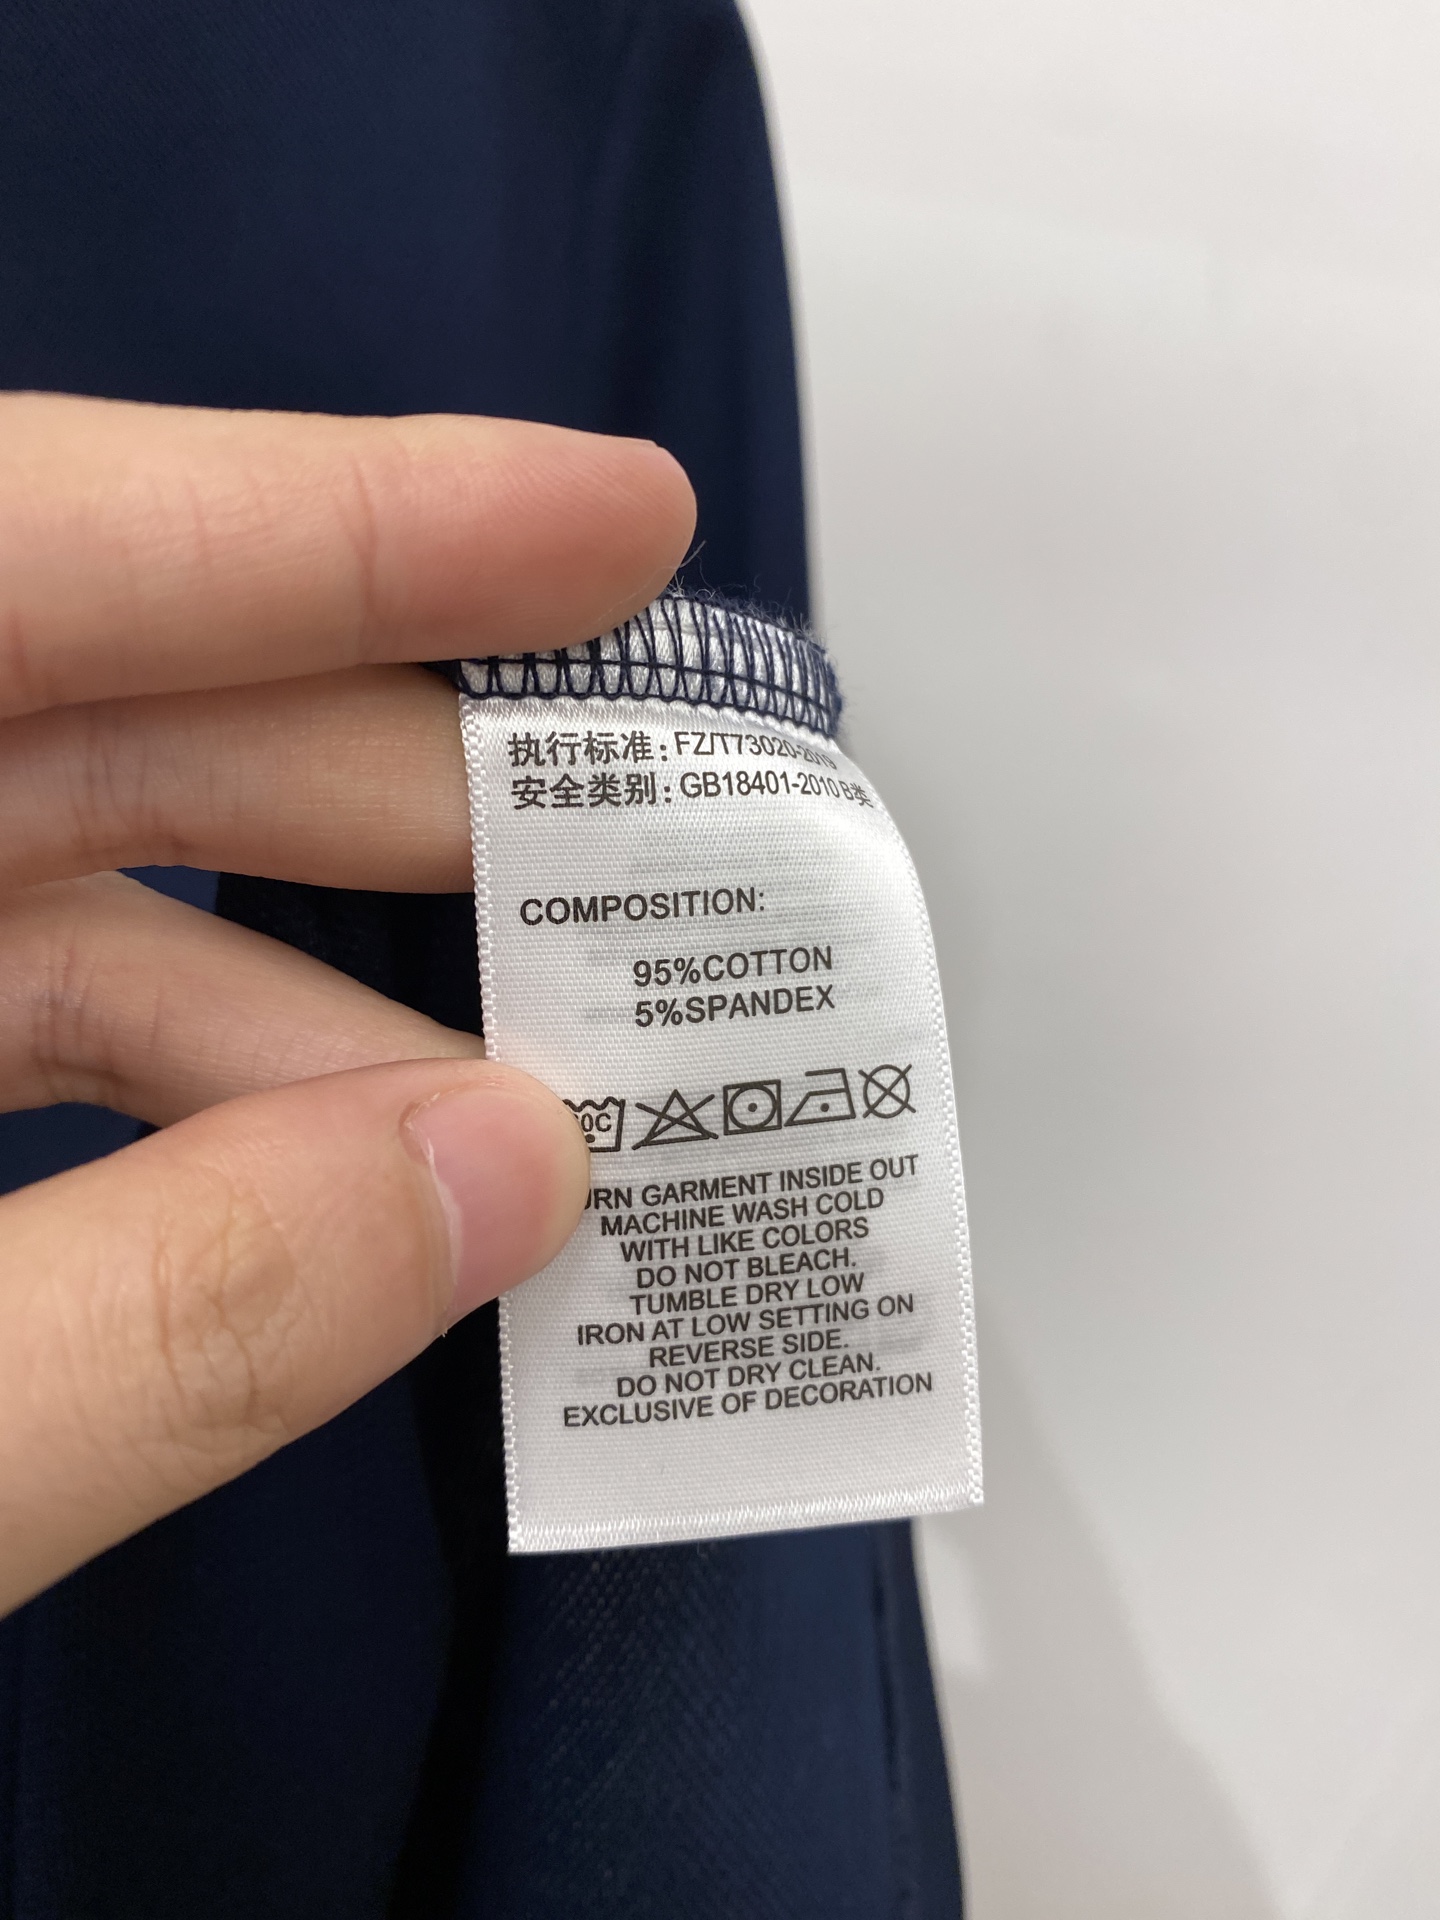 执行标准:FZ/T73020-2019
安全类别:GB18401-2010 B类
COMPOSITION:
95%COTTON
5%SPANDEX
GARMENT INSIDE OUT
MACHINE WASH COLD
WITH LIKE COLORS
DO NOT BLEACH.
TUMBLE DRY LOW
IRON AT LOW SETTING ON
REVERSE SIDE.
DO NOT DRY CLEAN.
EXCLUSIVE OF DECORATION